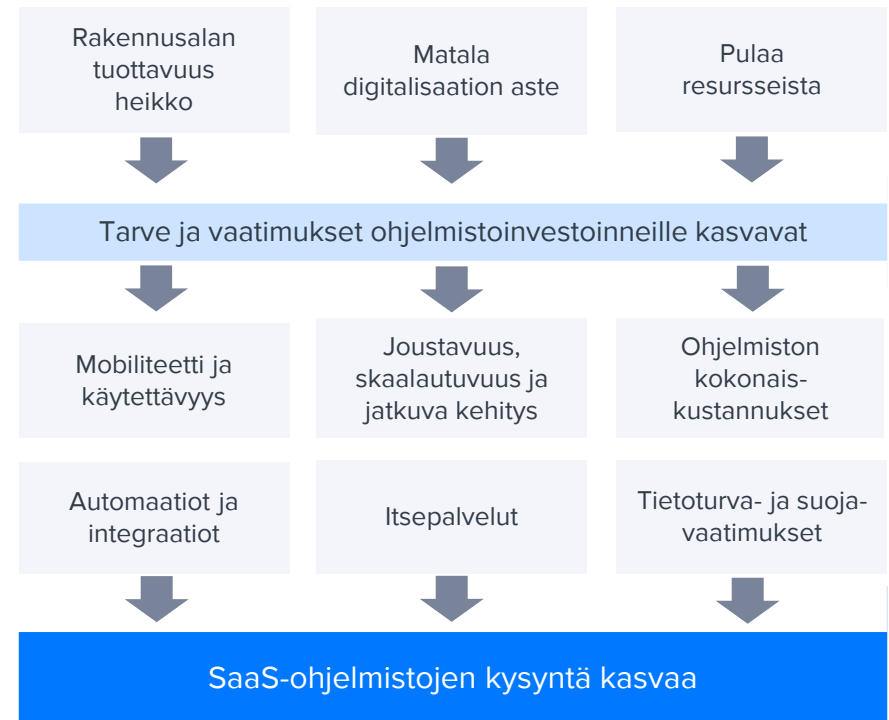 Rakennusalan
tuottavuus
heikko
Matala
digitalisaation aste
Pulaa
resursseista
Tarve ja vaatimukset ohjelmistoinvestoinneille kasvavat
Mobiliteetti ja
käytettävyys
Joustavuus,
skaalautuvuus ja
jatkuva kehitys
Ohjelmiston
kokonais-
kustannukset
Automaatiot ja
integraatiot
Itsepalvelut
Tietoturva- ja suoja-
vaatimukset
SaaS-ohjelmistojen kysyntä kasvaa